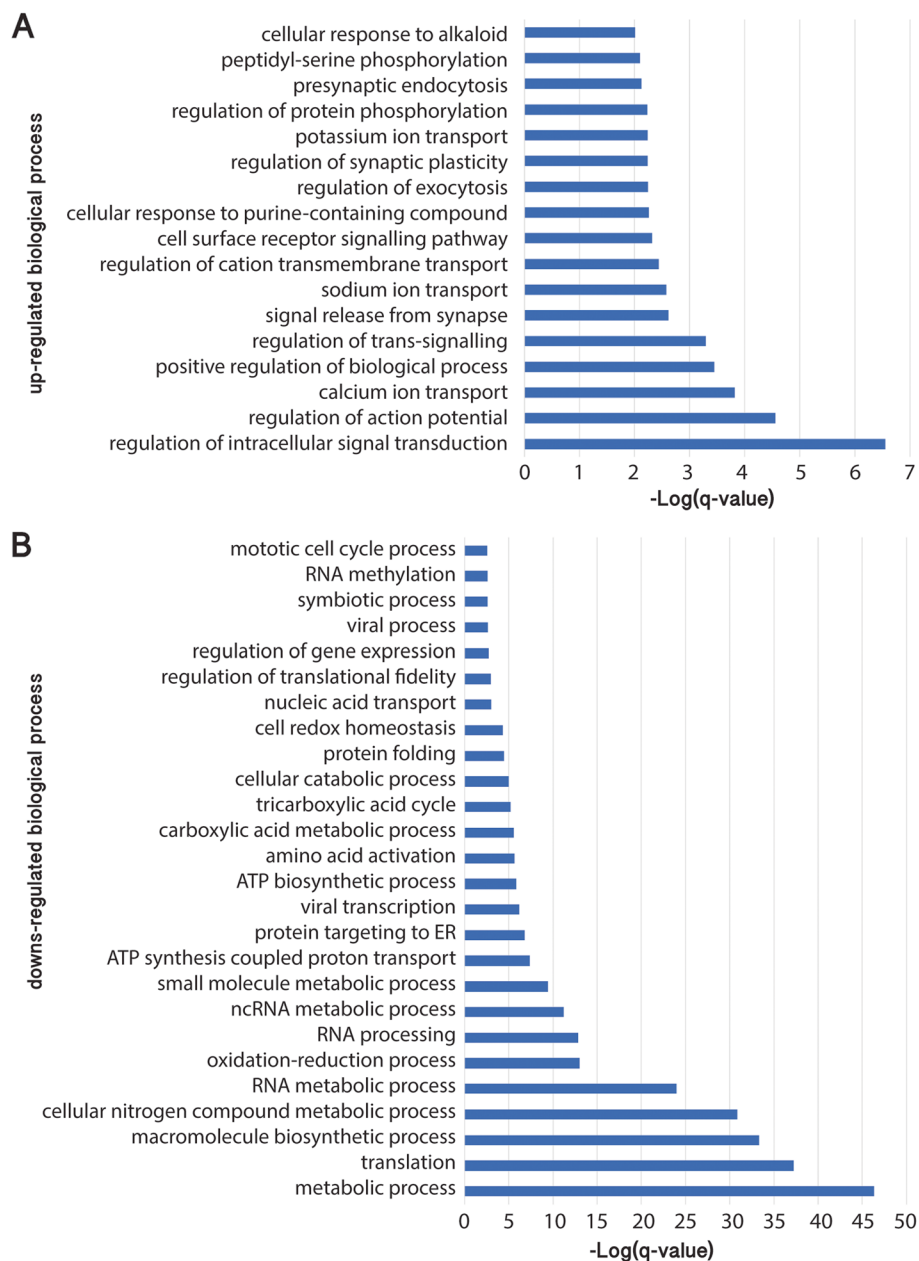 A
up-regulated biological process
cellular response to alkaloid
peptidyl-serine phosphorylation
presynaptic endocytosis
regulation of protein phosphorylation
potassium ion transport
regulation of synaptic plasticity
regulation of exocytosis
cellular response to purine-containing compound
cell surface receptor signalling pathway
regulation of cation transmembrane transport
sodium ion transport
signal release from synapse
regulation of trans-signalling
positive regulation of biological process
calcium ion transport
regulation of action potential
regulation of intracellular signal transduction
0 1 2 3 4 5 6 7
-Log(q-value)
B
downs-regulated biological process
mototic cell cycle process
RNA methylation
symbiotic process
viral process
regulation of gene expression
regulation of translational fidelity
nucleic acid transport
cell redox homeostasis
protein folding
cellular catabolic process
tricarboxylic acid cycle
carboxylic acid metabolic process
amino acid activation
ATP biosynthetic process
viral transcription
protein targeting to ER
ATP synthesis coupled proton transport
small molecule metabolic process
ncRNA metabolic process
RNA processing
oxidation-reduction process
RNA metabolic process
cellular nitrogen compound metabolic process
macromolecule biosynthetic process
translation
metabolic process
0 5 10 15 20 25 30 35 40 45 50
-Log(q-value)